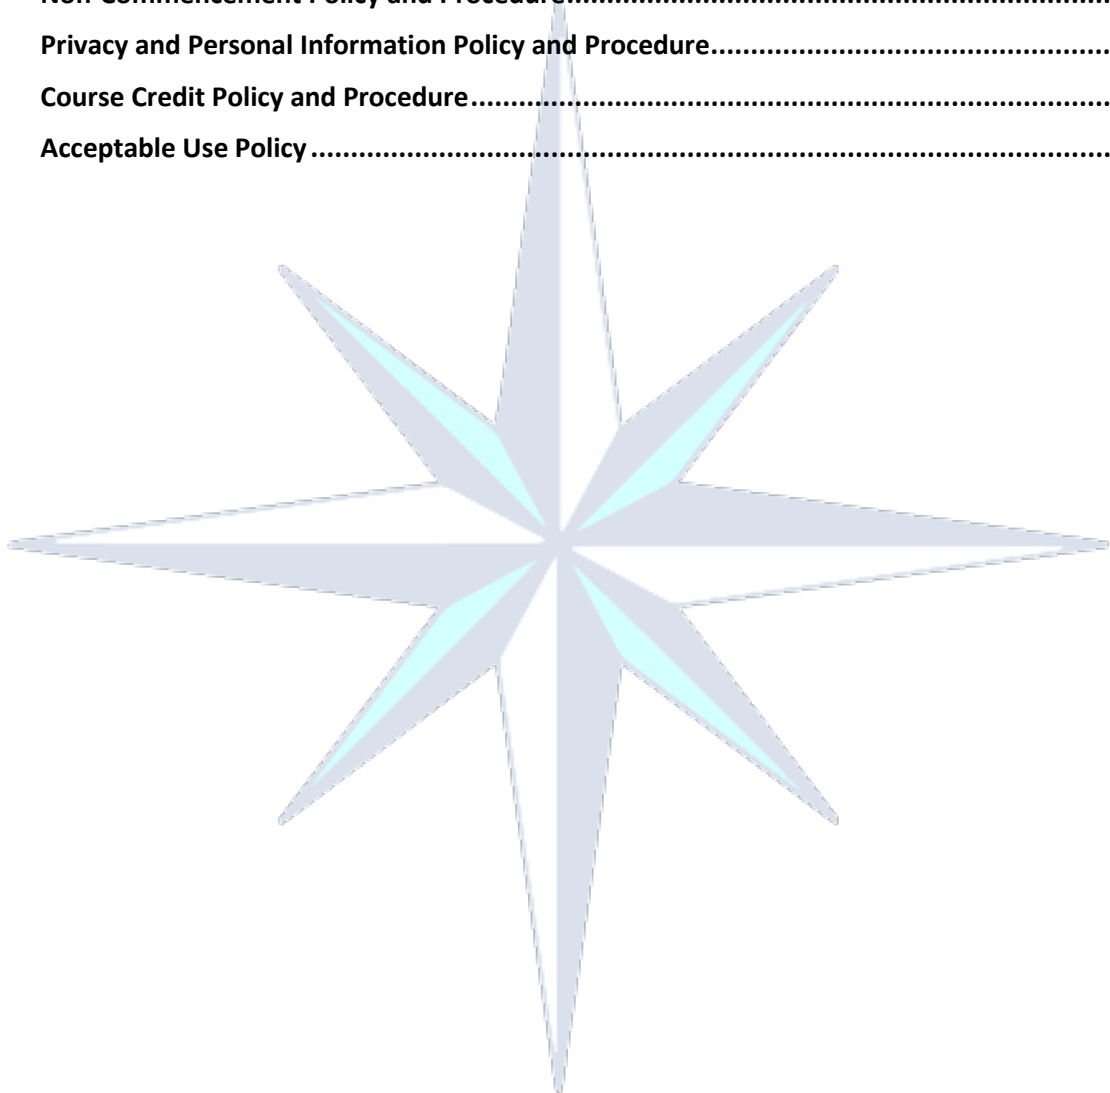 Non-Commencement Policy and Procedure..............................................................................
Privacy and Personal Information Policy and Procedure..................................................
Course Credit Policy and Procedure................................................................................
Acceptable Use Policy....................................................................................................